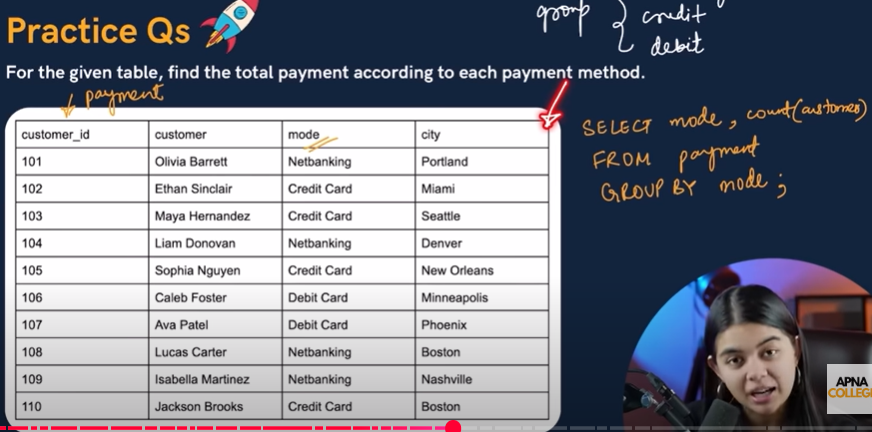 group { credit
debit
Practice Qs
For the given table, find the total payment according to each payment method.
payment
customer_id customer mode city
101 Olivia Barrett Netbanking Portland
102 Ethan Sinclair Credit Card Miami
103 Maya Hernandez Credit Card Seattle
104 Liam Donovan Netbanking Denver
105 Sophia Nguyen Credit Card New Orleans
106 Caleb Foster Debit Card Minneapolis
107 Ava Patel Debit Card Phoenix
108 Lucas Carter Netbanking Boston
109 Isabella Martinez Netbanking Nashville
110 Jackson Brooks Credit Card Boston
SELECT mode, count(customer)
FROM payment
GROUP BY mode;
APNA
COLLEG